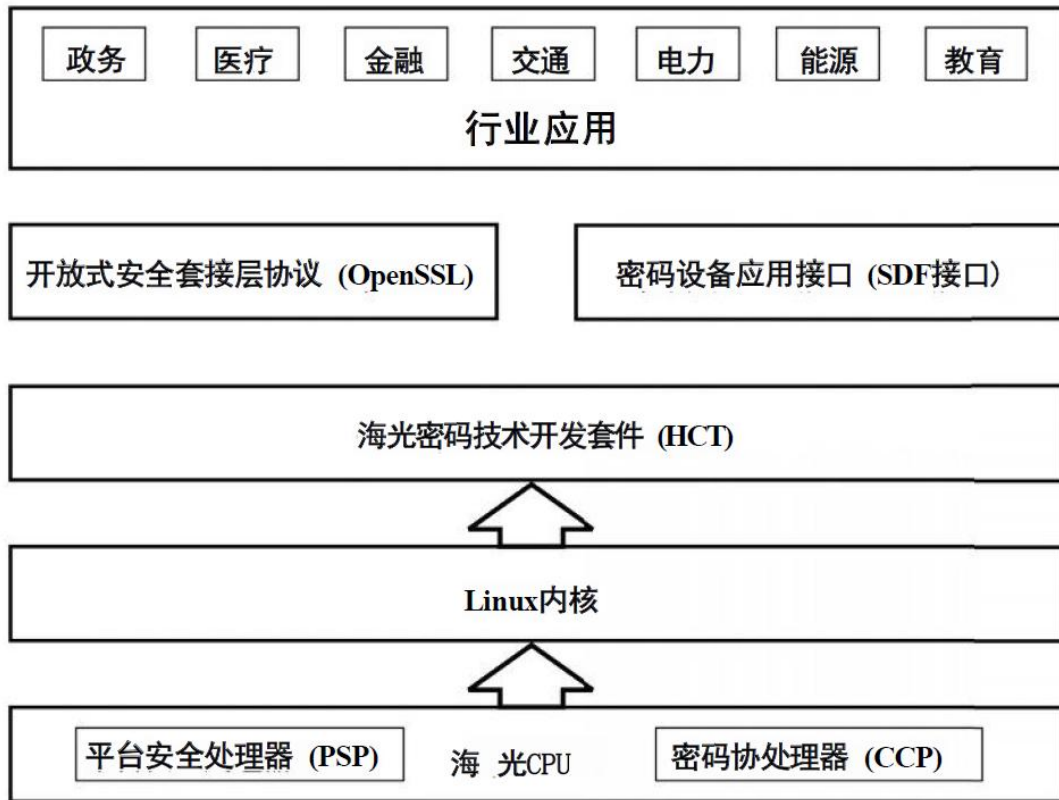 政务 医疗 金融 交通 电力 能源 教育
行业应用
开放式安全套接层协议 (OpenSSL) 密码设备应用接口 (SDF接口)
海光密码技术开发套件 (HCT)
Linux内核
平台安全处理器 (PSP) 海 光CPU 密码协处理器 (CCP)